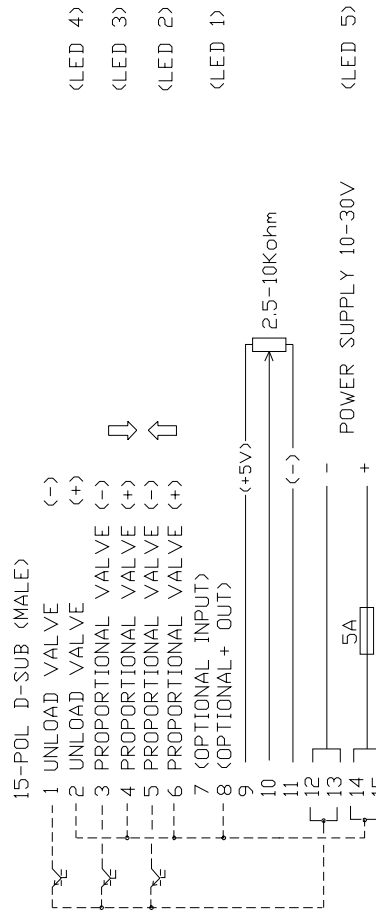 15-POL D-SUB (MALE)
1 UNLOAD VALVE (-) (LED 4)
2 UNLOAD VALVE (+)
3 PROPORTIONAL VALVE (-) (LED 3)
4 PROPORTIONAL VALVE (+)
5 PROPORTIONAL VALVE (-) (LED 2)
6 PROPORTIONAL VALVE (+)
7 (OPTIONAL INPUT) (LED 1)
8 (OPTIONAL+ OUT)
9 (+5V)
10 2.5-10Kohm
11 (-)
12 -
13 POWER SUPPLY 10-30V
14 5A + (LED 5)
15